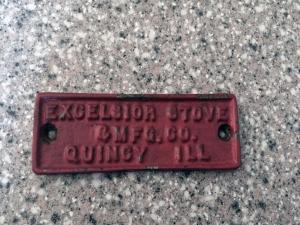 EXCELSIOR STOVE
& MFG. CO.
QUINCY ILL